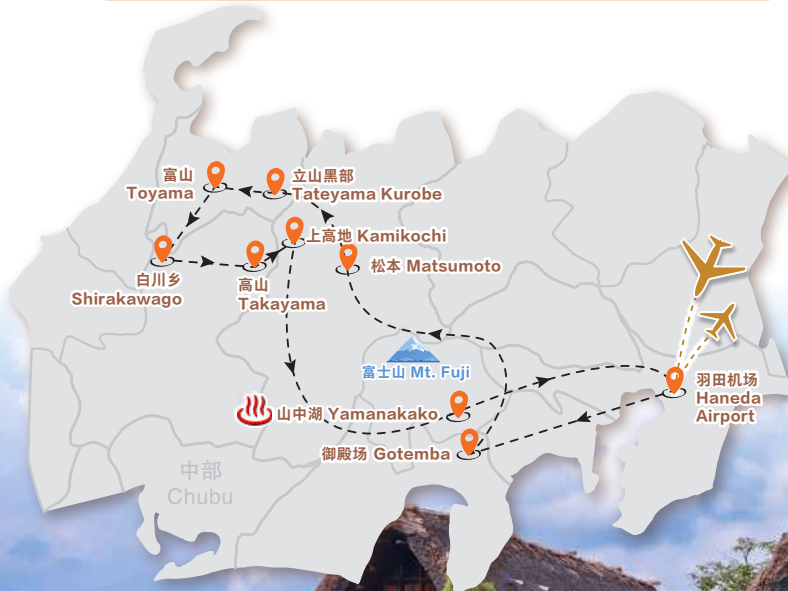 富山
Toyama
立山黑部
Tateyama Kurobe
上高地 Kamikochi
松本 Matsumoto
白川乡
Shirakawago
高山
Takayama
富士山 Mt. Fuji
山中湖 Yamanakako
御殿场 Gotemba
羽田机场
Haneda
Airport
中部
Chubu